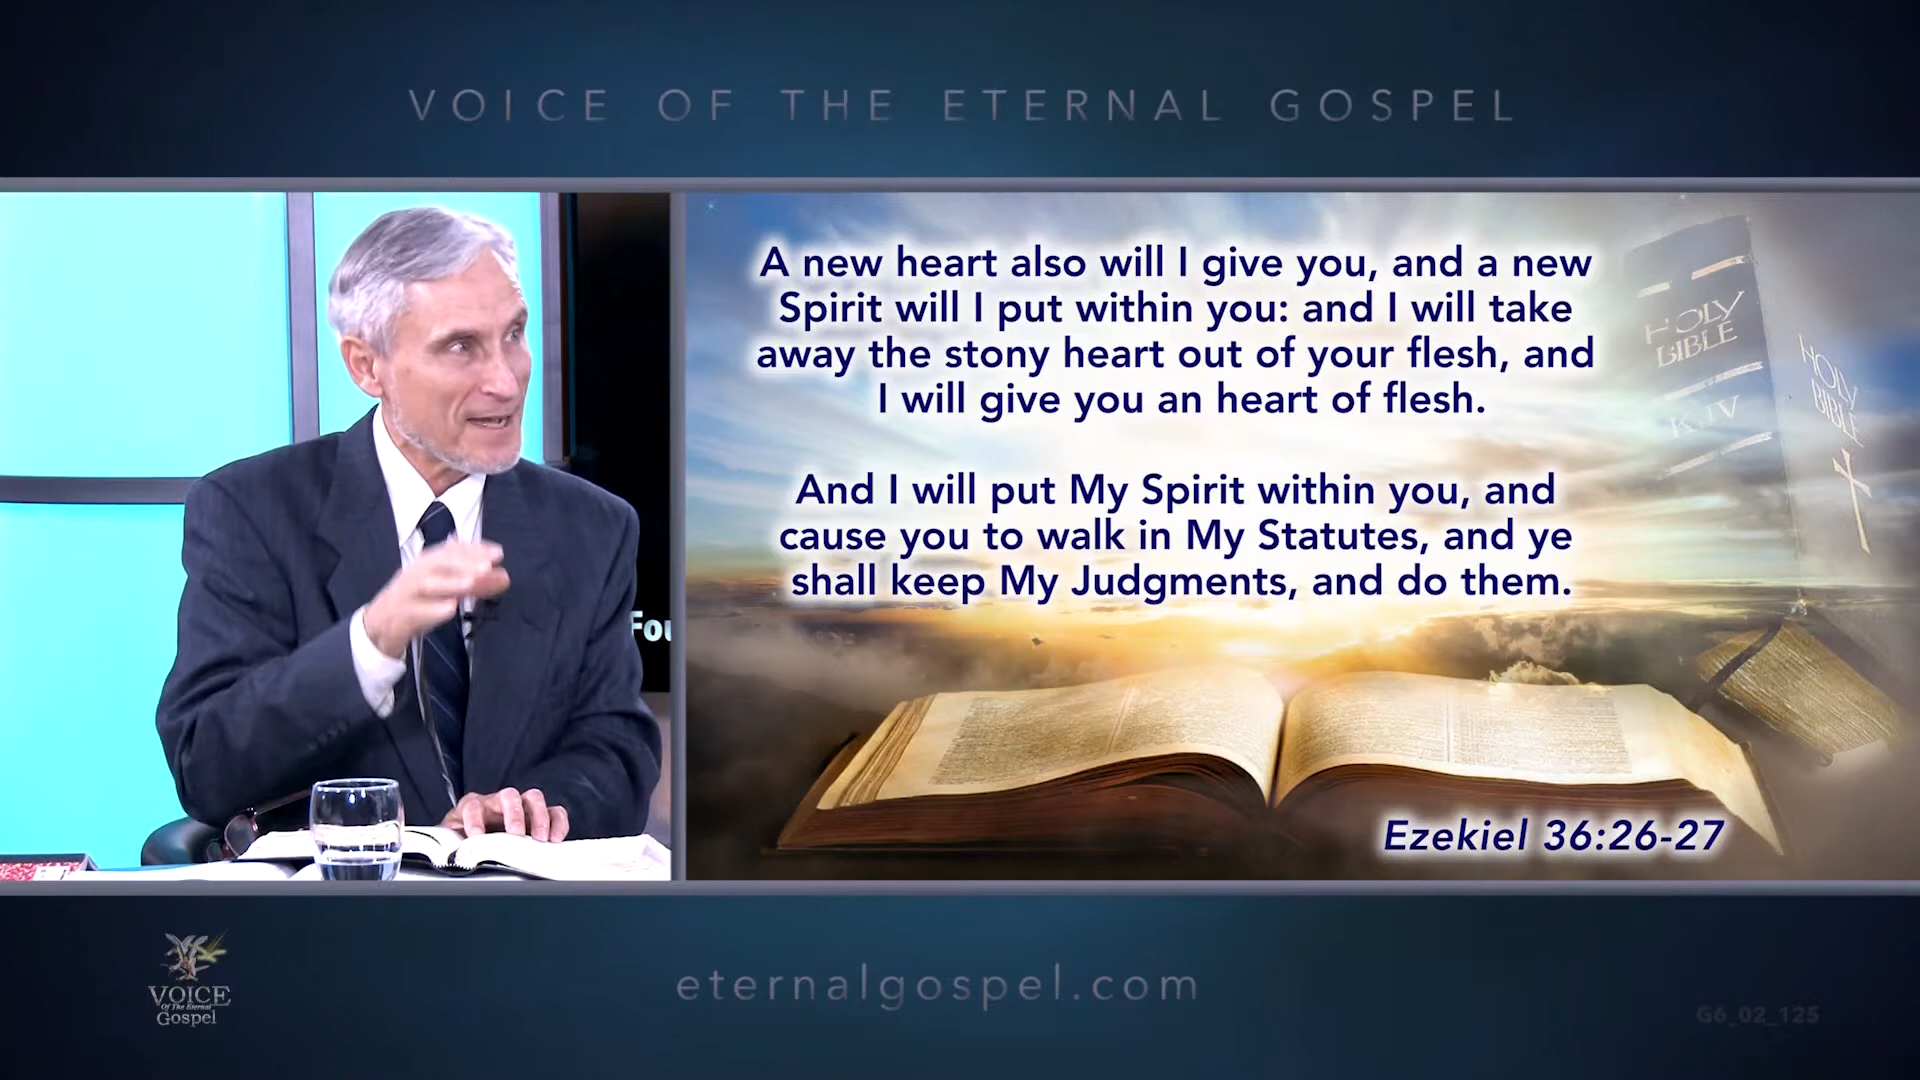 VOICE OF THE ETERNAL GOSPEL
A new heart also will I give you, and a new
Spirit will I put within you: and I will take
away the stony heart out of your flesh, and
I will give you an heart of flesh.
And I will put My Spirit within you, and
cause you to walk in My Statutes, and ye
shall keep My Judgments, and do them.
Ezekiel 36:26-27
HOLY
BIBLE
KJV
HOLY
BIBLE
Fou
VOICE
Of The Eternal
Gospel
eternalgospel.com
G6_02_125